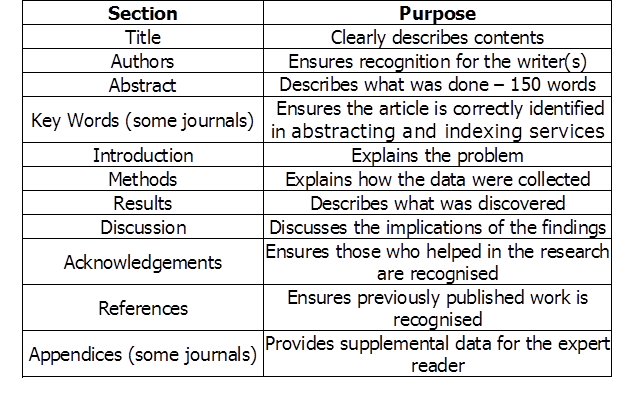 Section Purpose
Title Clearly describes contents
Authors Ensures recognition for the writer(s)
Abstract Describes what was done – 150 words
Key Words (some journals) Ensures the article is correctly identified
in abstracting and indexing services
Introduction Explains the problem
Methods Explains how the data were collected
Results Describes what was discovered
Discussion Discusses the implications of the findings
Acknowledgements Ensures those who helped in the research
are recognised
References Ensures previously published work is
recognised
Appendices (some journals) Provides supplemental data for the expert
reader